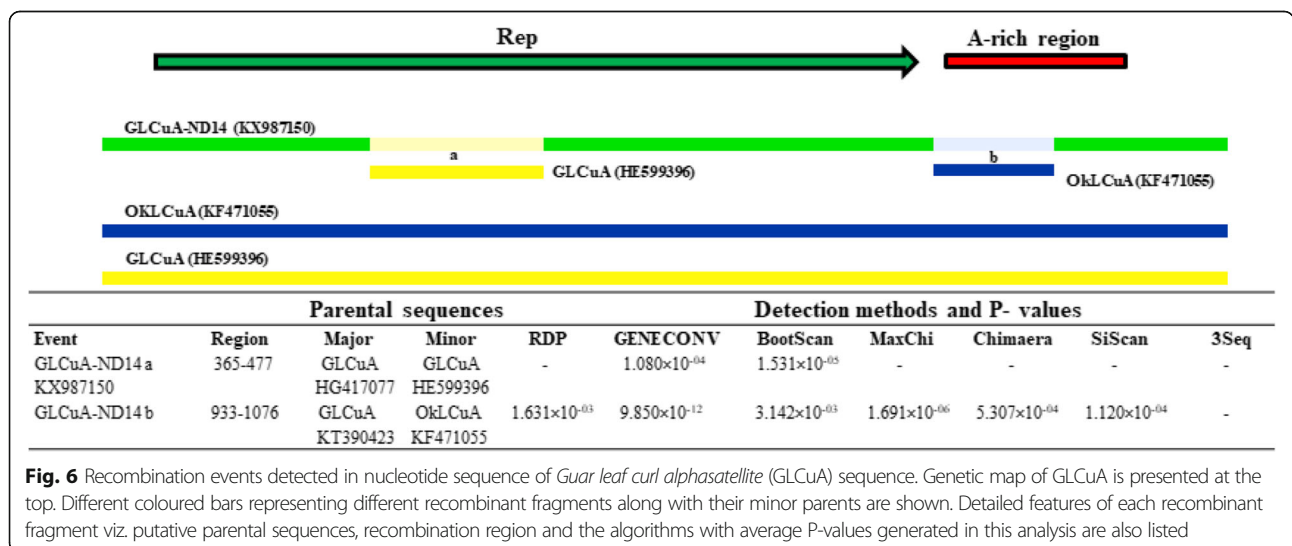 Rep
A-rich region
GLCuA-ND14 (KX987150)
a
b
GLCuA (HE599396)
OkLCuA(KF471055)
OKLCuA(KF471055)
GLCuA (HE599396)
Parental sequences Detection methods and P- values
Event Region Major Minor RDP GENECONV BootScan MaxChi Chimaera SiScan 3Seq
GLCuA-ND14 a 365-477 GLCuA GLCuA - 1.080×10⁻⁰⁴ 1.531×10⁻⁰⁵ - - - -
KX987150 HG417077 HE599396
GLCuA-ND14 b 933-1076 GLCuA OkLCuA 1.631×10⁻⁰³ 9.850×10⁻¹² 3.142×10⁻⁰³ 1.691×10⁻⁰⁶ 5.307×10⁻⁰⁴ 1.120×10⁻⁰⁴ -
KT390423 KF471055
Fig. 6 Recombination events detected in nucleotide sequence of Guar leaf curl alphasatellite (GLCuA) sequence. Genetic map of GLCuA is presented at the
top. Different coloured bars representing different recombinant fragments along with their minor parents are shown. Detailed features of each recombinant
fragment viz. putative parental sequences, recombination region and the algorithms with average P-values generated in this analysis are also listed